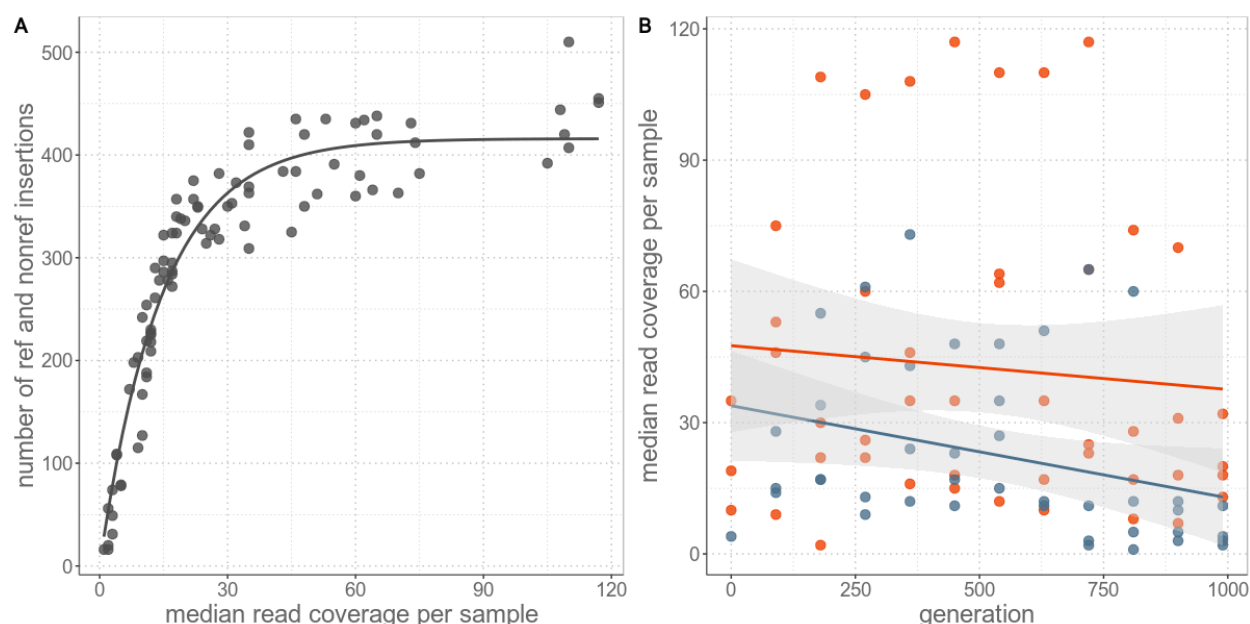 A
number of ref and nonref insertions
500
400
300
200
100
0
0 30 60 90 120
median read coverage per sample
B
median read coverage per sample
120
90
60
30
0
0 250 500 750 1000
generation